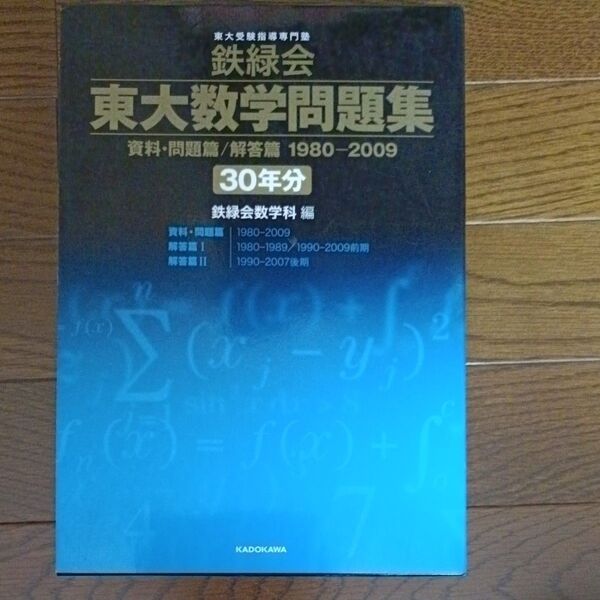 東大受験指導専門塾
鉄緑会
東大数学問題集
資料・問題篇/解答篇 1980-2009
30年分
鉄緑会数学科 編
資料・問題篇 1980-2009
解答篇Ⅰ 1980-1989/1990-2009前期
解答篇Ⅱ 1990-2007後期
KADOKAWA